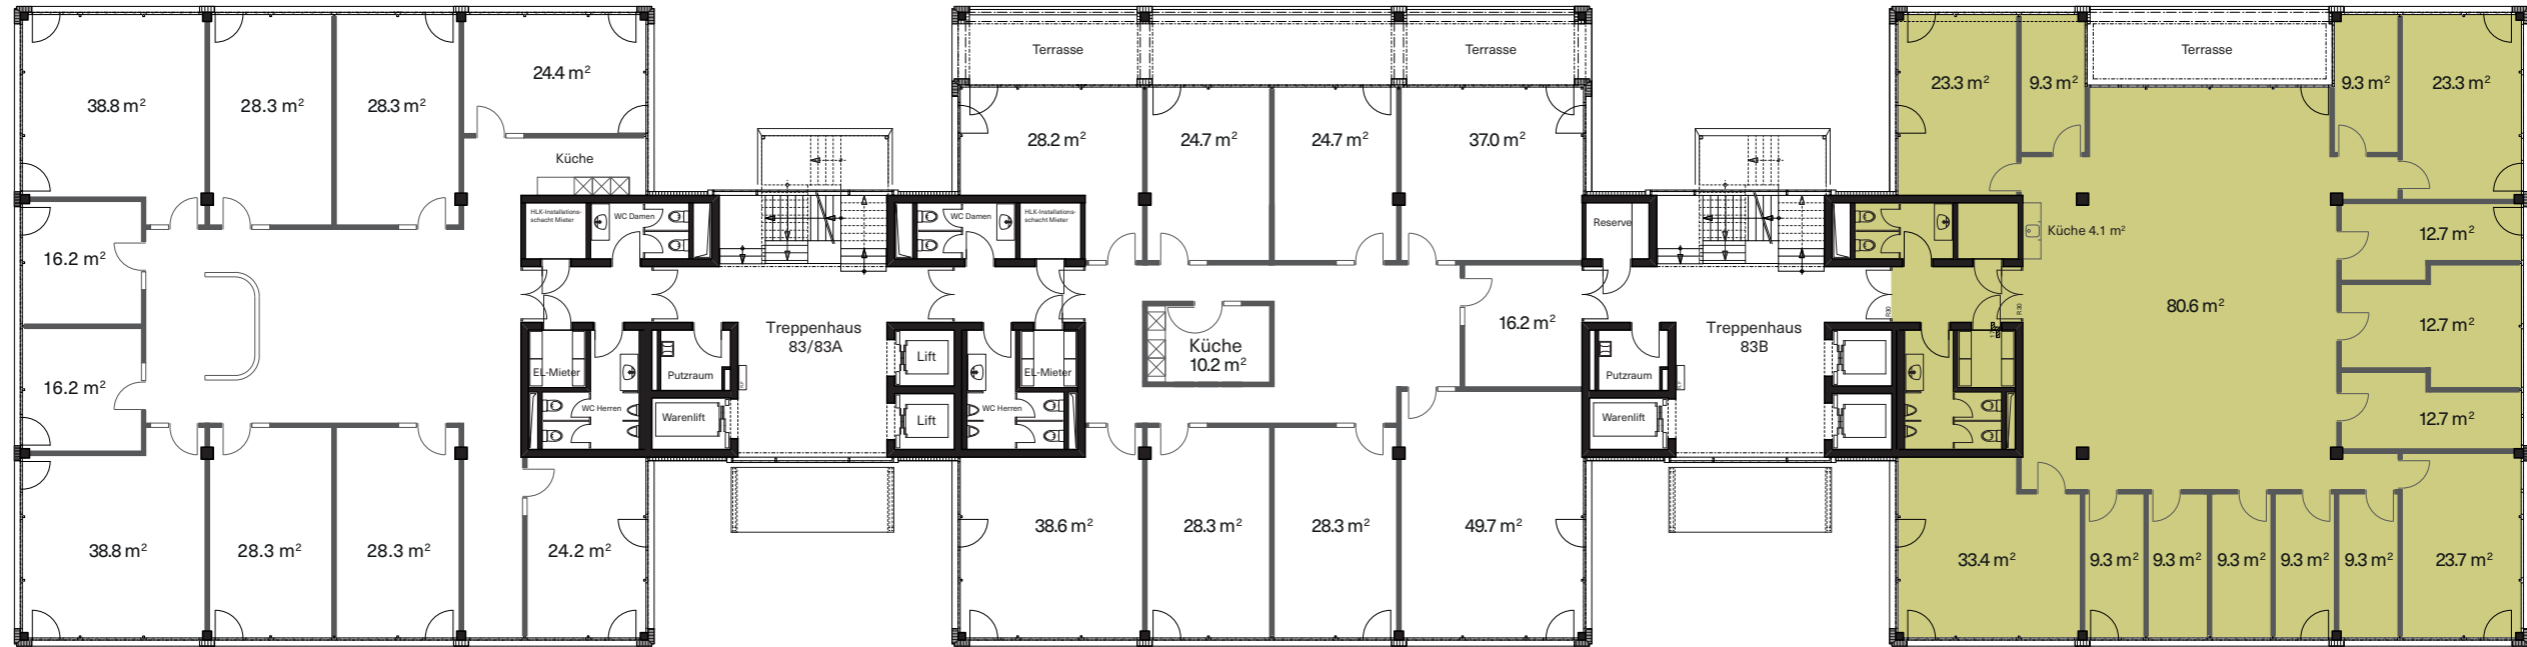 38.8 m²
28.3 m²
28.3 m²
24.4 m²
Küche
16.2 m²
16.2 m²
38.8 m²
28.3 m²
28.3 m²
24.2 m²
HLK-Installations-
schacht Mieter
WC Damen
EL-Mieter
WC Herren
Putzraum
Warenlift
Treppenhaus
83/83A
Lift
Lift
WC Damen
HLK-Installations-
schacht Mieter
EL-Mieter
WC Herren
Terrasse
Terrasse
28.2 m²
24.7 m²
24.7 m²
37.0 m²
16.2 m²
Küche
10.2 m²
38.6 m²
28.3 m²
28.3 m²
49.7 m²
Reserve
Putzraum
Warenlift
Treppenhaus
83B
R30
R30
23.3 m²
9.3 m²
Terrasse
9.3 m²
23.3 m²
Küche 4.1 m²
80.6 m²
12.7 m²
12.7 m²
12.7 m²
33.4 m²
9.3 m²
9.3 m²
9.3 m²
9.3 m²
9.3 m²
23.7 m²